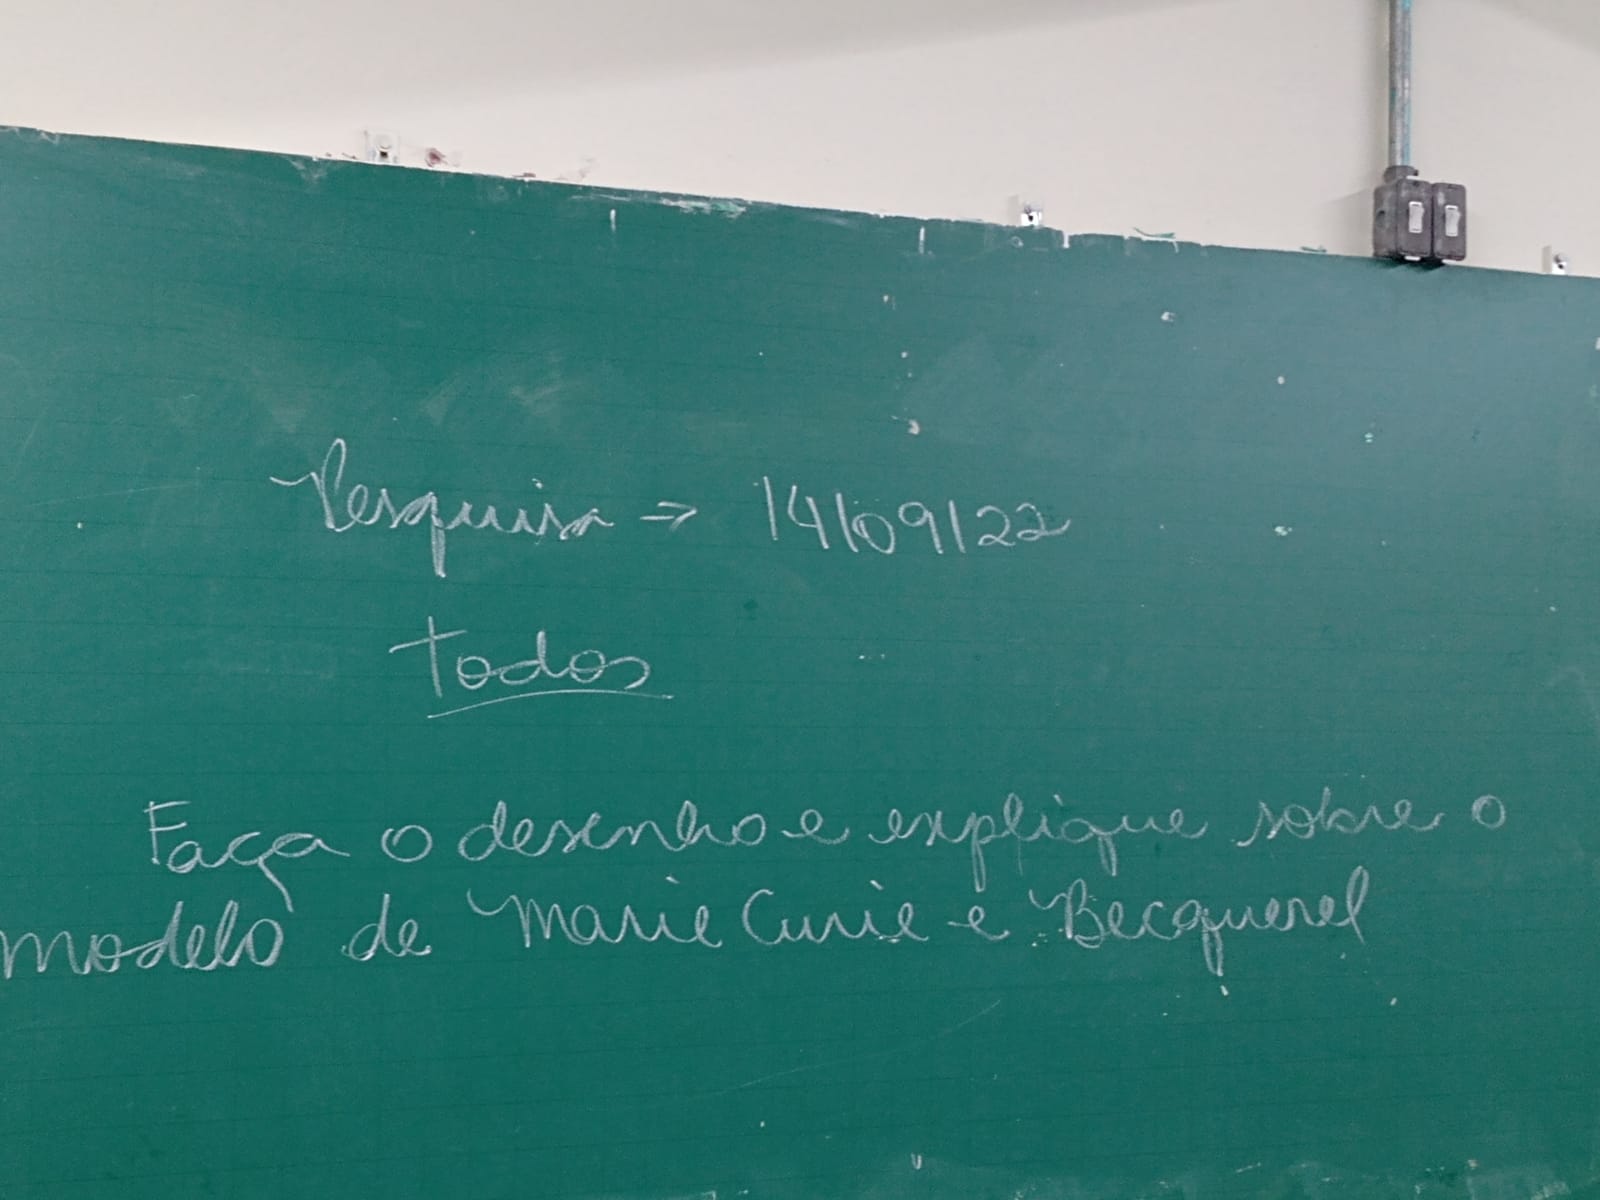 Pesquisa → 14/09/22
Todos
Faça o desenho e explique sobre o
modelo de Marie Curie e Becquerel